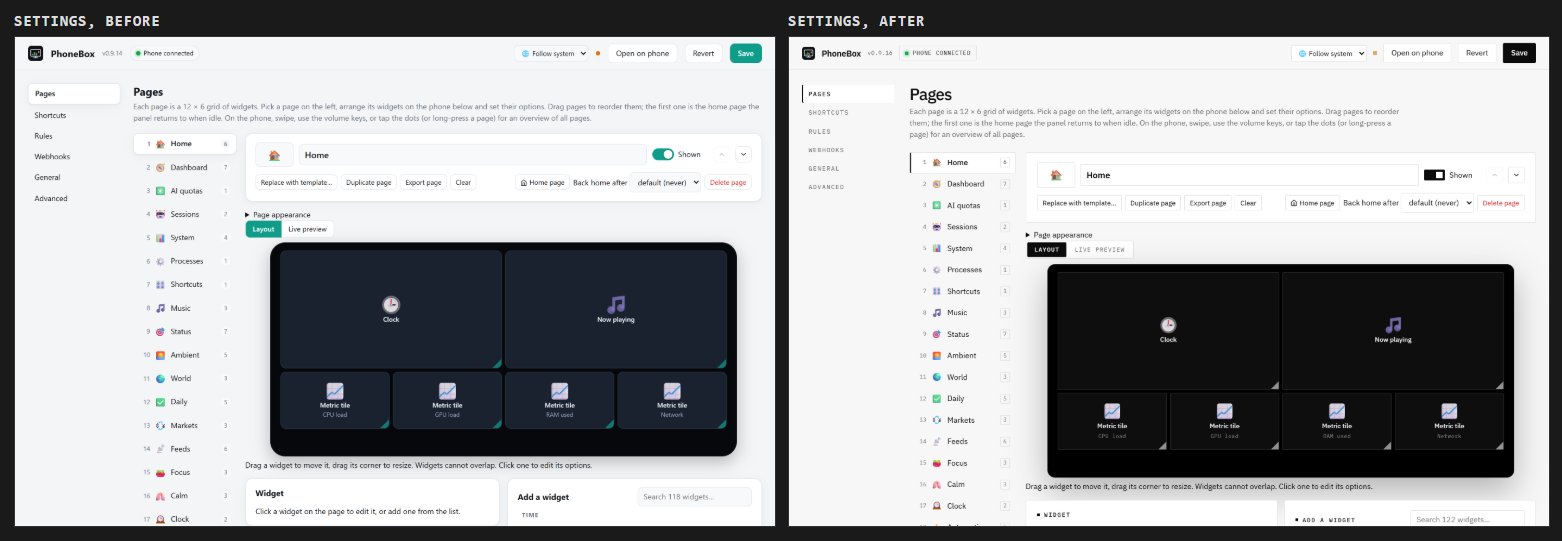 SETTINGS, BEFORE
PhoneBox v0.9.14 Phone connected Follow system Open on phone Revert Save
Pages
Shortcuts
Rules
Webhooks
General
Advanced
Pages
Each page is a 12 × 6 grid of widgets. Pick a page on the left, arrange its widgets on the phone below and set their options. Drag pages to reorder them; the first one is the home page the
panel returns to when idle. On the phone, swipe, use the volume keys, or tap the dots (or long-press a page) for an overview of all pages.
1 Home 6
2 Dashboard 7
3 AI quotas 1
4 Sessions 2
5 System 4
6 Processes 1
7 Shortcuts 1
8 Music 3
9 Status 7
10 Ambient 5
11 World 3
12 Daily 5
13 Markets 3
14 Feeds 6
15 Focus 3
16 Calm 4
17 Clock 2
Home Shown
Replace with template... Duplicate page Export page Clear Home page Back home after default (never) Delete page
Page appearance
Layout Live preview
Clock
Now playing
Metric tile
CPU load
Metric tile
GPU load
Metric tile
RAM used
Metric tile
Network
Drag a widget to move it, drag its corner to resize. Widgets cannot overlap. Click one to edit its options.
Widget
Click a widget on the page to edit it, or add one from the list.
Add a widget Search 118 widgets...
TIME
SETTINGS, AFTER
PhoneBox v0.9.16 PHONE CONNECTED Follow system Open on phone Revert Save
PAGES
SHORTCUTS
RULES
WEBHOOKS
GENERAL
ADVANCED
Pages
Each page is a 12 × 6 grid of widgets. Pick a page on the left, arrange its widgets on the phone below and set their options. Drag pages to reorder
them; the first one is the home page the panel returns to when idle. On the phone, swipe, use the volume keys, or tap the dots (or long-press a
page) for an overview of all pages.
1 Home 6
2 Dashboard 7
3 AI quotas 1
4 Sessions 2
5 System 4
6 Processes 1
7 Shortcuts 1
8 Music 3
9 Status 7
10 Ambient 5
11 World 3
12 Daily 5
13 Markets 3
14 Feeds 6
15 Focus 3
16 Calm 4
17 Clock 2
Home Shown
Replace with template... Duplicate page Export page Clear Home page Back home after default (never) Delete page
Page appearance
LAYOUT LIVE PREVIEW
Clock
Now playing
Metric tile
CPU load
Metric tile
GPU load
Metric tile
RAM used
Metric tile
Network
Drag a widget to move it, drag its corner to resize. Widgets cannot overlap. Click one to edit its options.
WIDGET
ADD A WIDGET Search 122 widgets...